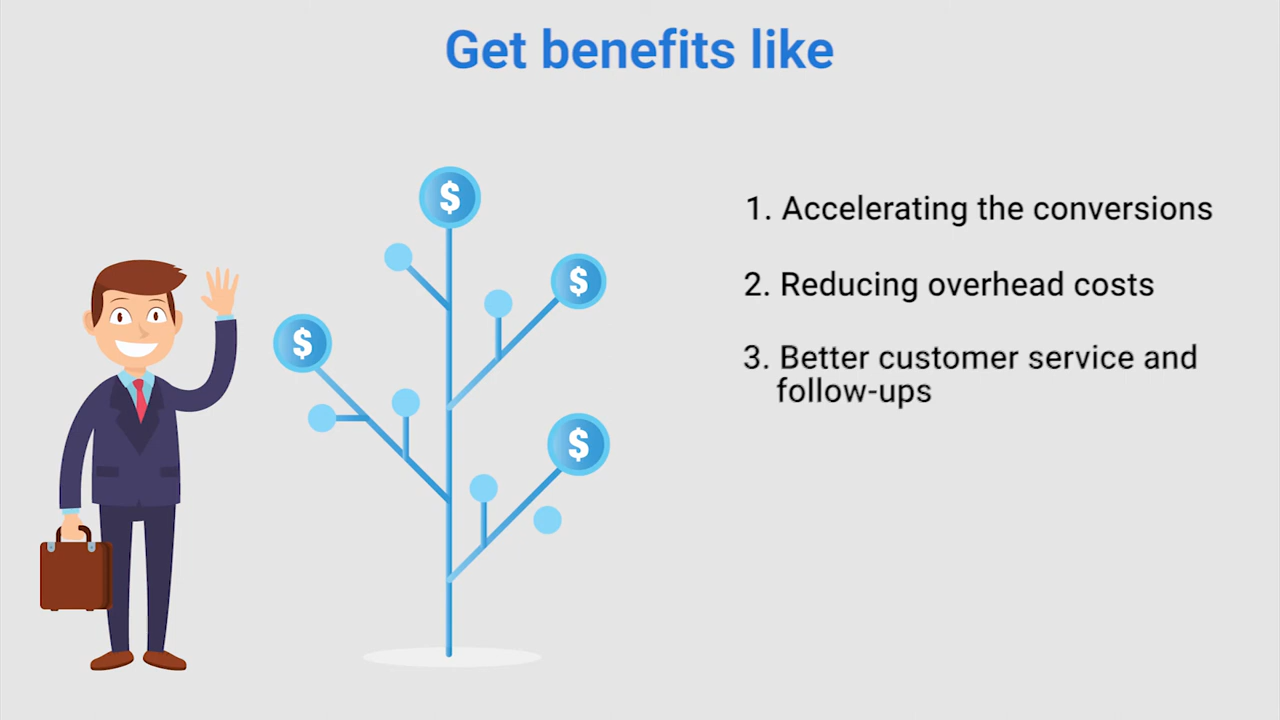 Get benefits like
$
$
$
$
1. Accelerating the conversions
2. Reducing overhead costs
3. Better customer service and
follow-ups